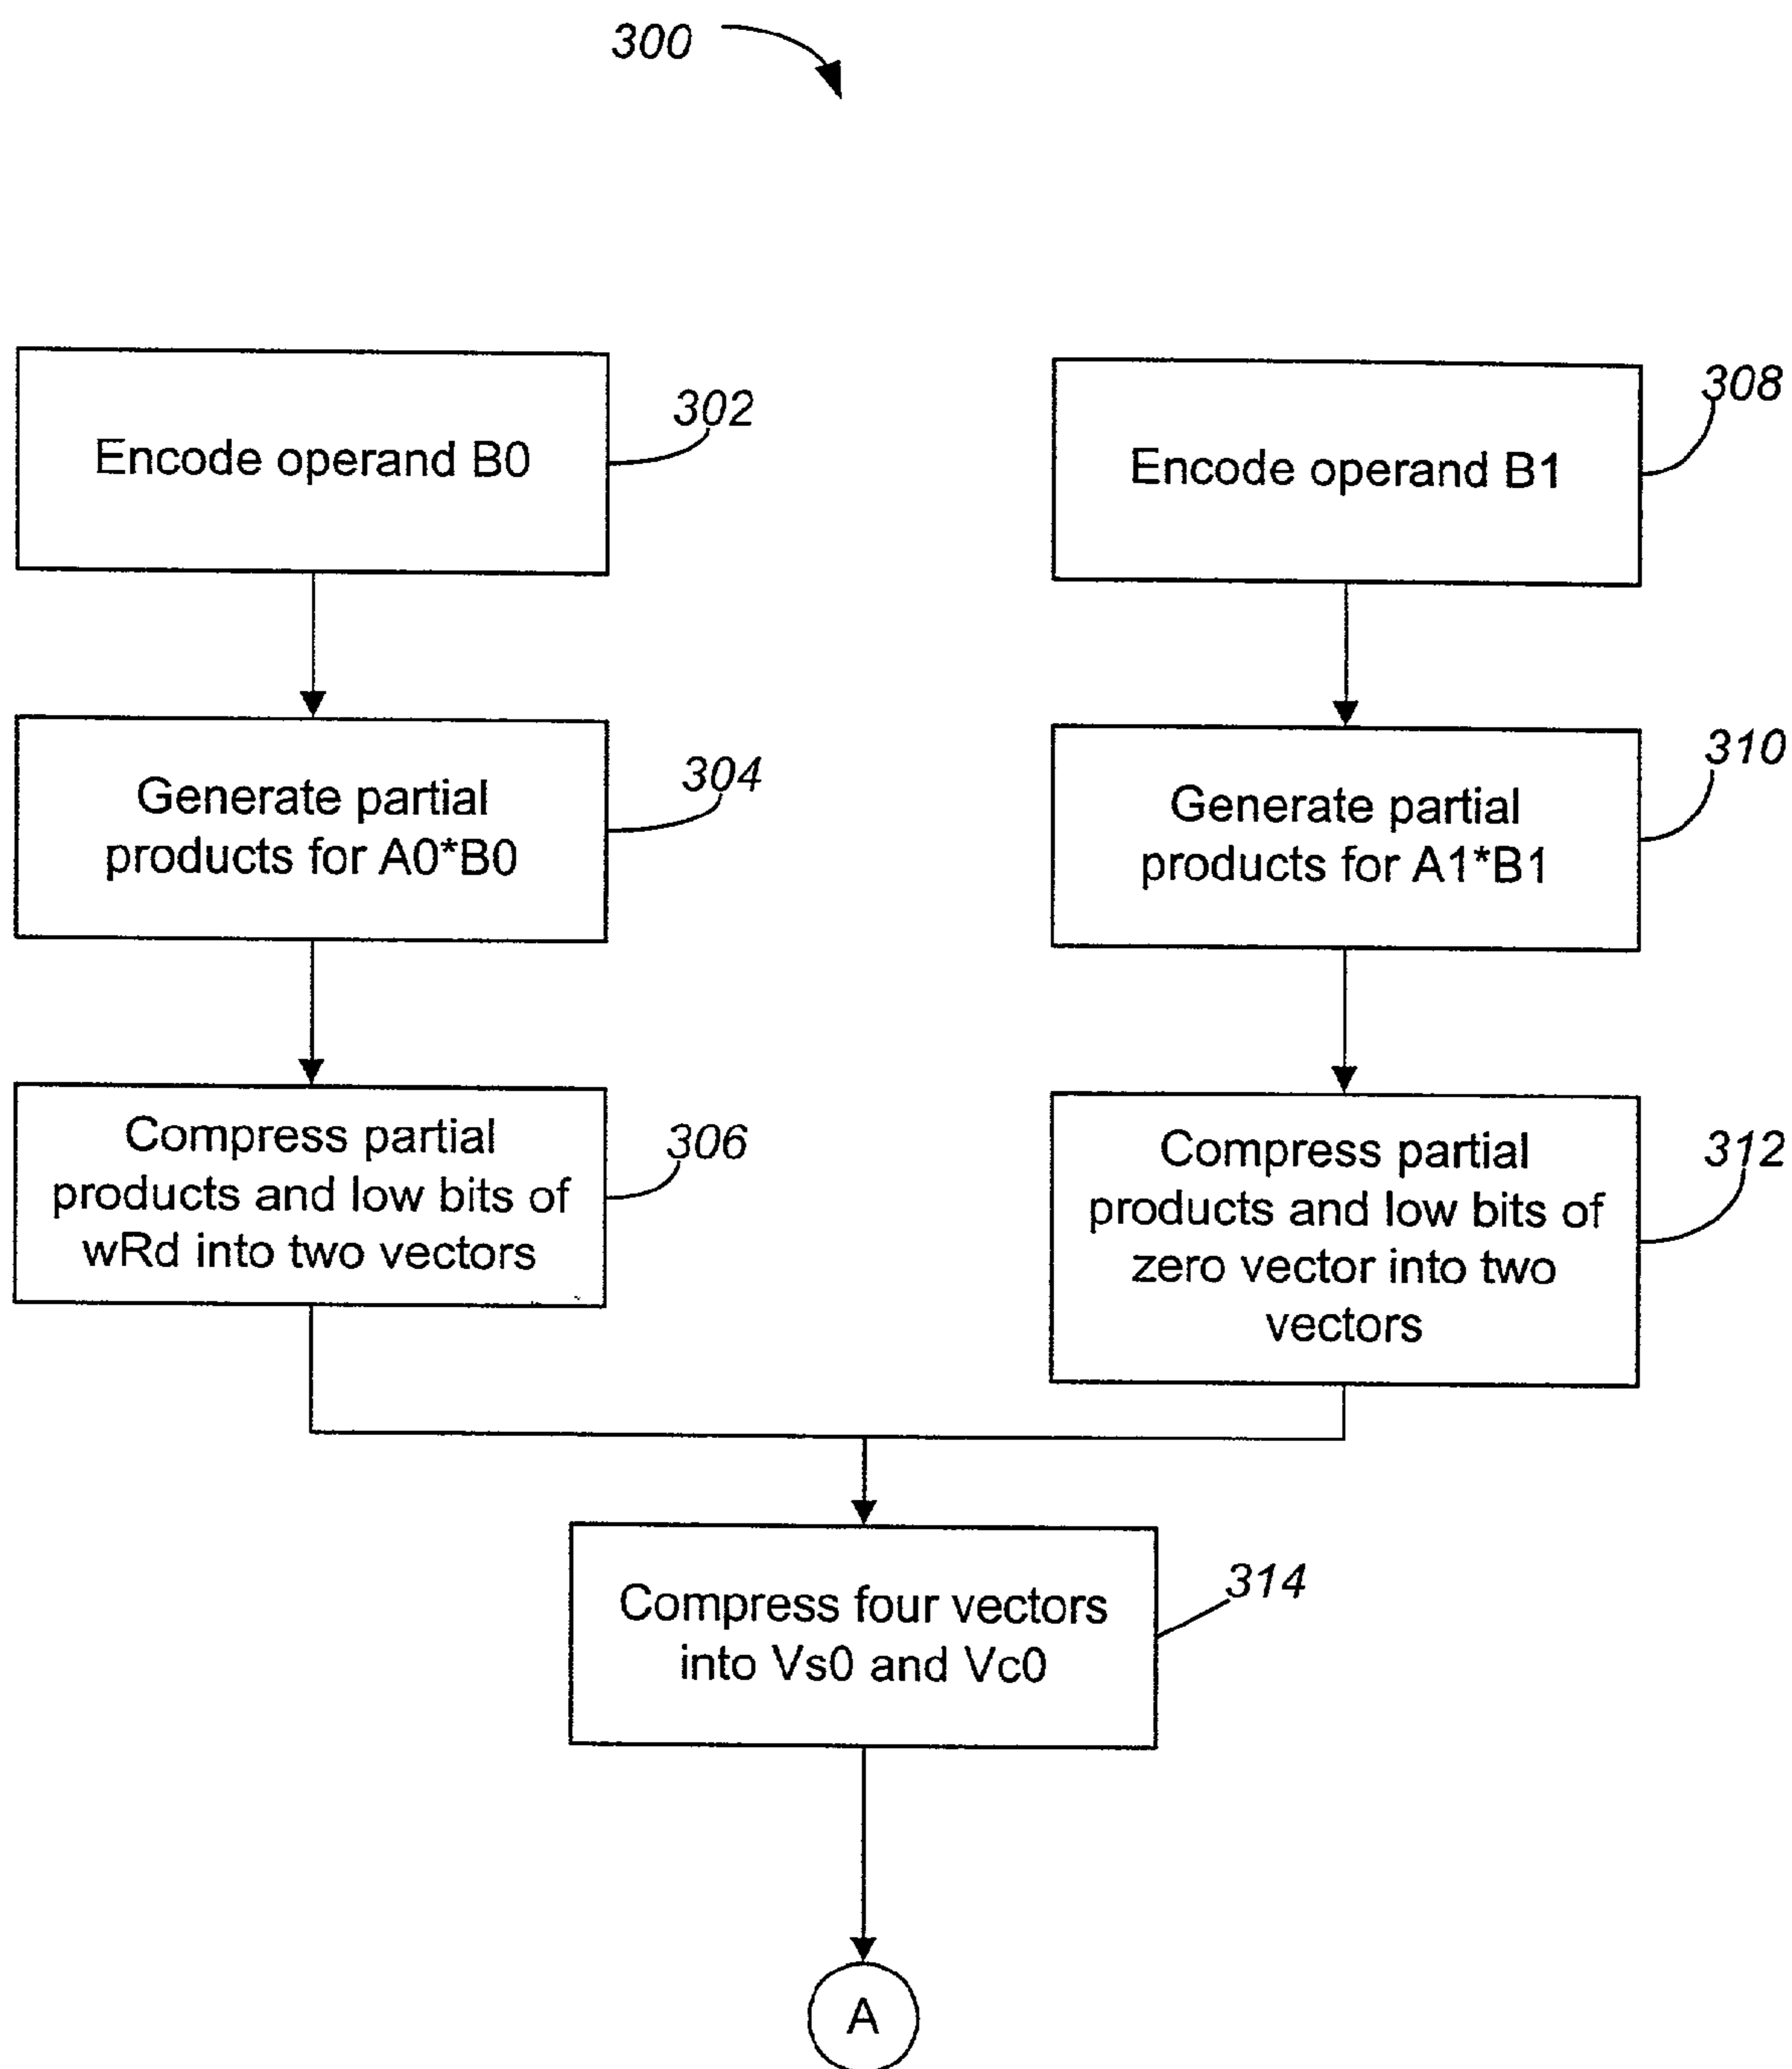 300
Encode operand B0
302
Encode operand B1
308
Generate partial
products for A0*B0
304
Generate partial
products for A1*B1
310
Compress partial
products and low bits of
wRd into two vectors
306
Compress partial
products and low bits of
zero vector into two
vectors
312
Compress four vectors
into Vs0 and Vc0
314
A